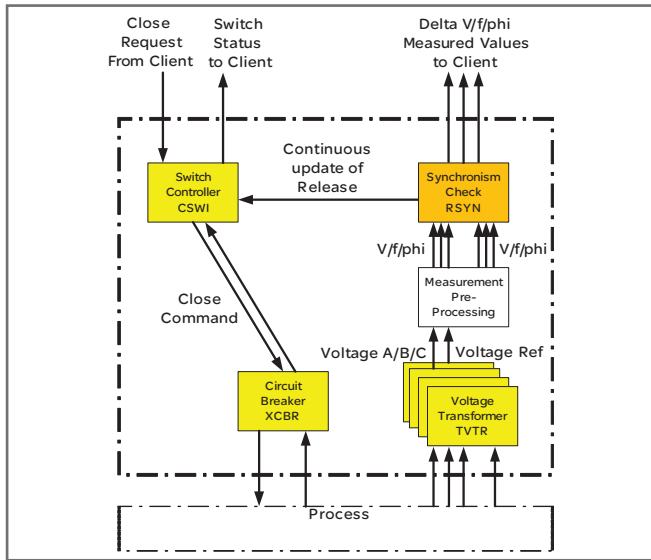 Close
Request
From Client
Switch
Status
to Client
Delta V/f/phi
Measured Values
to Client
Continuous
update of
Release
Switch
Controller
CSWI
Synchronism
Check
RSYN
V/f/phi
V/f/phi
Measurement
Pre-
Processing
Close
Command
Voltage A/B/C
Voltage Ref
Circuit
Breaker
XCBR
Voltage
Transformer
TVTR
Process